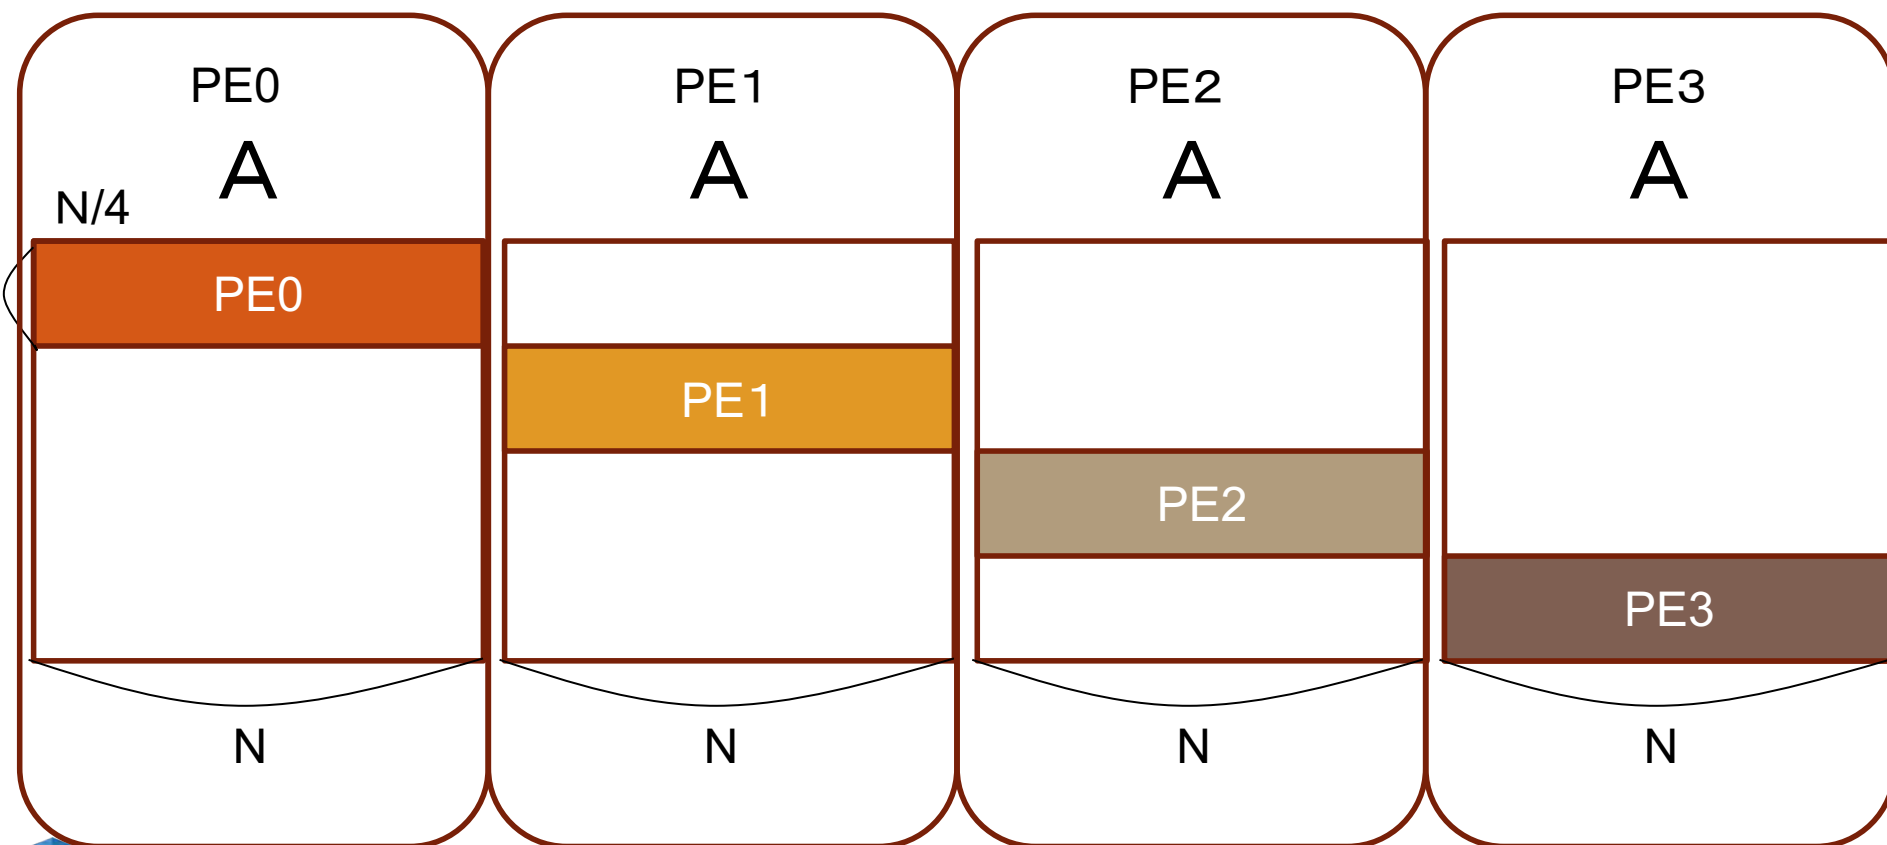 PE0 PE1 PE2 PE3
A A A A
N/4
PE0
PE1
PE2
PE3
N N N N